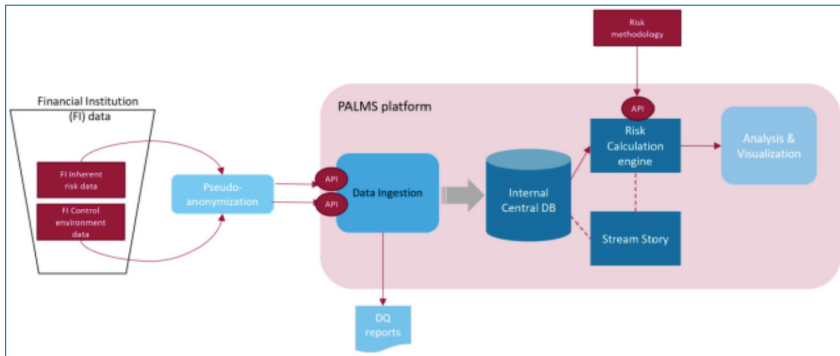 Risk
methodology
Financial Institution
(FI) data
PALMS platform
API
FI Inherent
risk data
FI Control
environment
data
Pseudo-
anonymization
API
API
Data Ingestion
Internal
Central DB
Risk
Calculation
engine
Analysis &
Visualization
Stream Story
DQ
reports